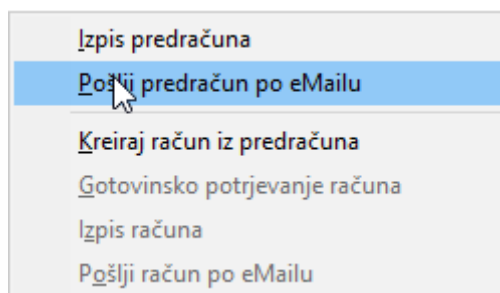 Izpis predračuna
Pošlji predračun po eMailu
Kreiraj račun iz predračuna
Gotovinsko potrjevanje računa
Izpis računa
Pošlji račun po eMailu